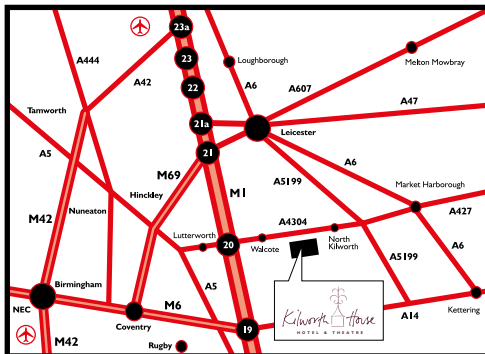 23a
A444
23
Loughborough
Melton Mowbray
A42
A6
A607
22
A47
Tamworth
21a
Leicester
A5
21
A6
M69
A5199
Hinckley
M1
Market Harborough
M42
Nuneaton
A4304
A427
Lutterworth
20
Walcote
North
Kilworth
A6
A5199
Birmingham
A5
Kettering
NEC
M6
Kilworth House
HOTEL & THEATRE
A14
Coventry
19
M42
Rugby